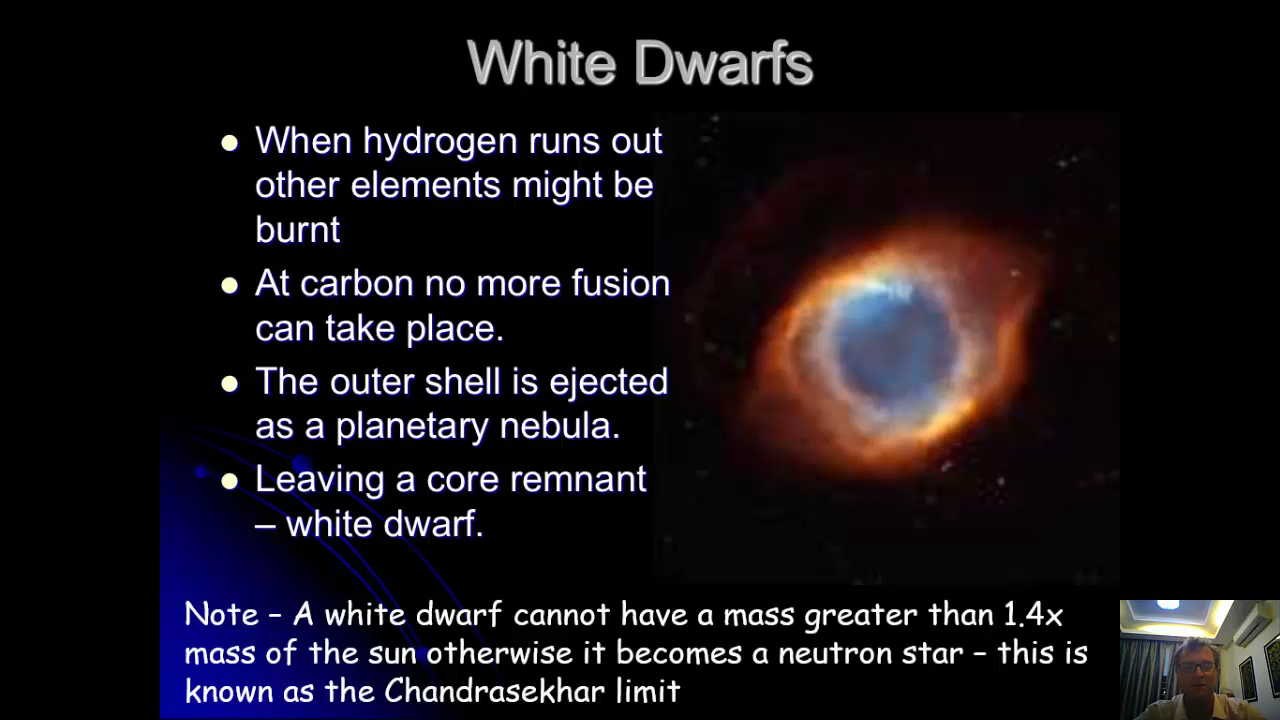 White Dwarfs
When hydrogen runs out
other elements might be
burnt
At carbon no more fusion
can take place.
The outer shell is ejected
as a planetary nebula.
Leaving a core remnant
– white dwarf.
Note – A white dwarf cannot have a mass greater than 1.4x
mass of the sun otherwise it becomes a neutron star – this is
known as the Chandrasekhar limit